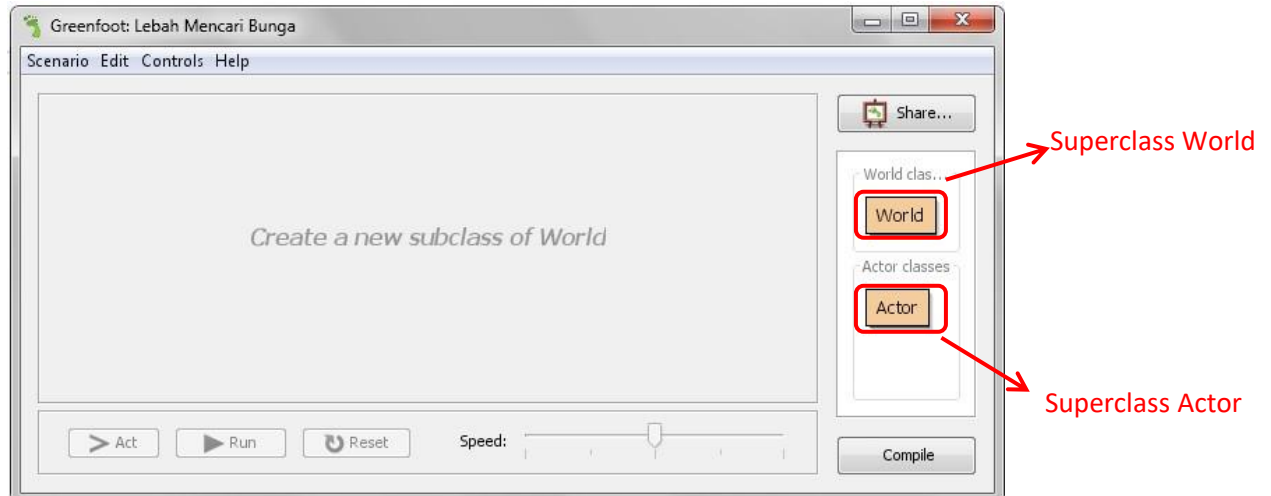 Greenfoot: Lebah Mencari Bunga
Scenario Edit Controls Help
Share...
Superclass World
World clas...
World
Create a new subclass of World
Actor classes
Actor
Superclass Actor
Act Run Reset Speed:
Compile